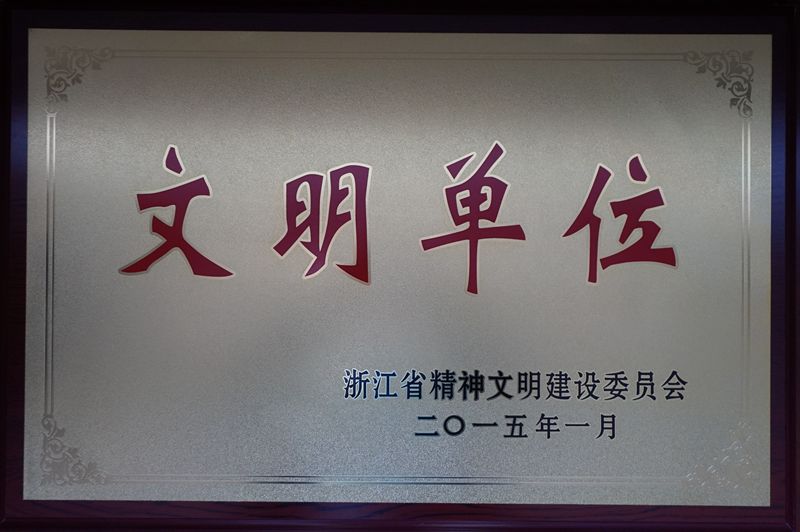 文明单位
浙江省精神文明建设委员会
二〇一五年一月